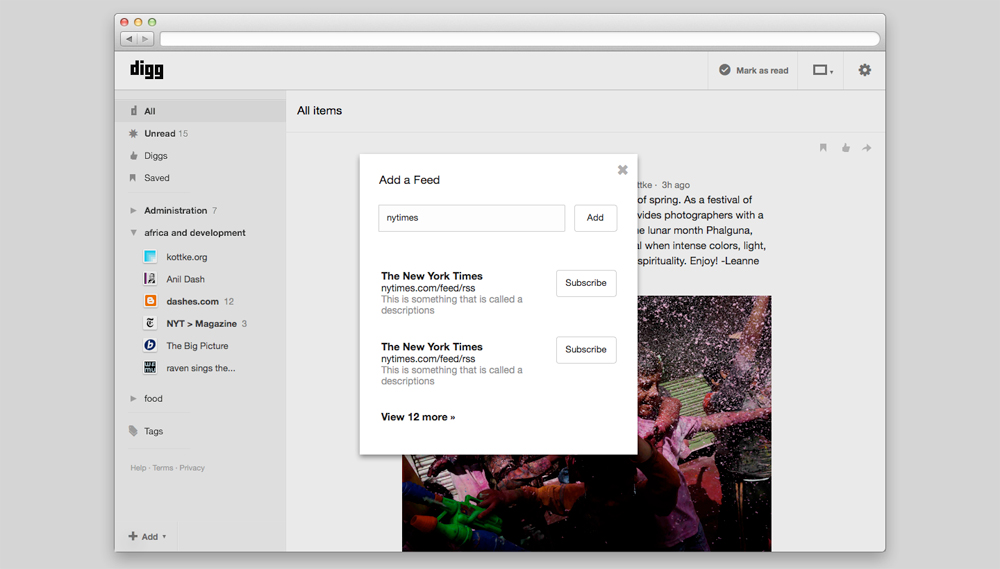 digg
Mark as read
All
Unread 15
Diggs
Saved
Administration 7
africa and development
kottke.org
Anil Dash
dashes.com 12
NYT > Magazine 3
The Big Picture
raven sings the...
food
Tags
Help · Terms · Privacy
Add
All items
ttke · 3h ago
of spring. As a festival of
vides photographers with a
e lunar month Phalguna,
al when intense colors, light,
spirituality. Enjoy! -Leanne
Add a Feed
nytimes
Add
The New York Times
nytimes.com/feed/rss
This is something that is called a
descriptions
Subscribe
The New York Times
nytimes.com/feed/rss
This is something that is called a
descriptions
Subscribe
View 12 more »